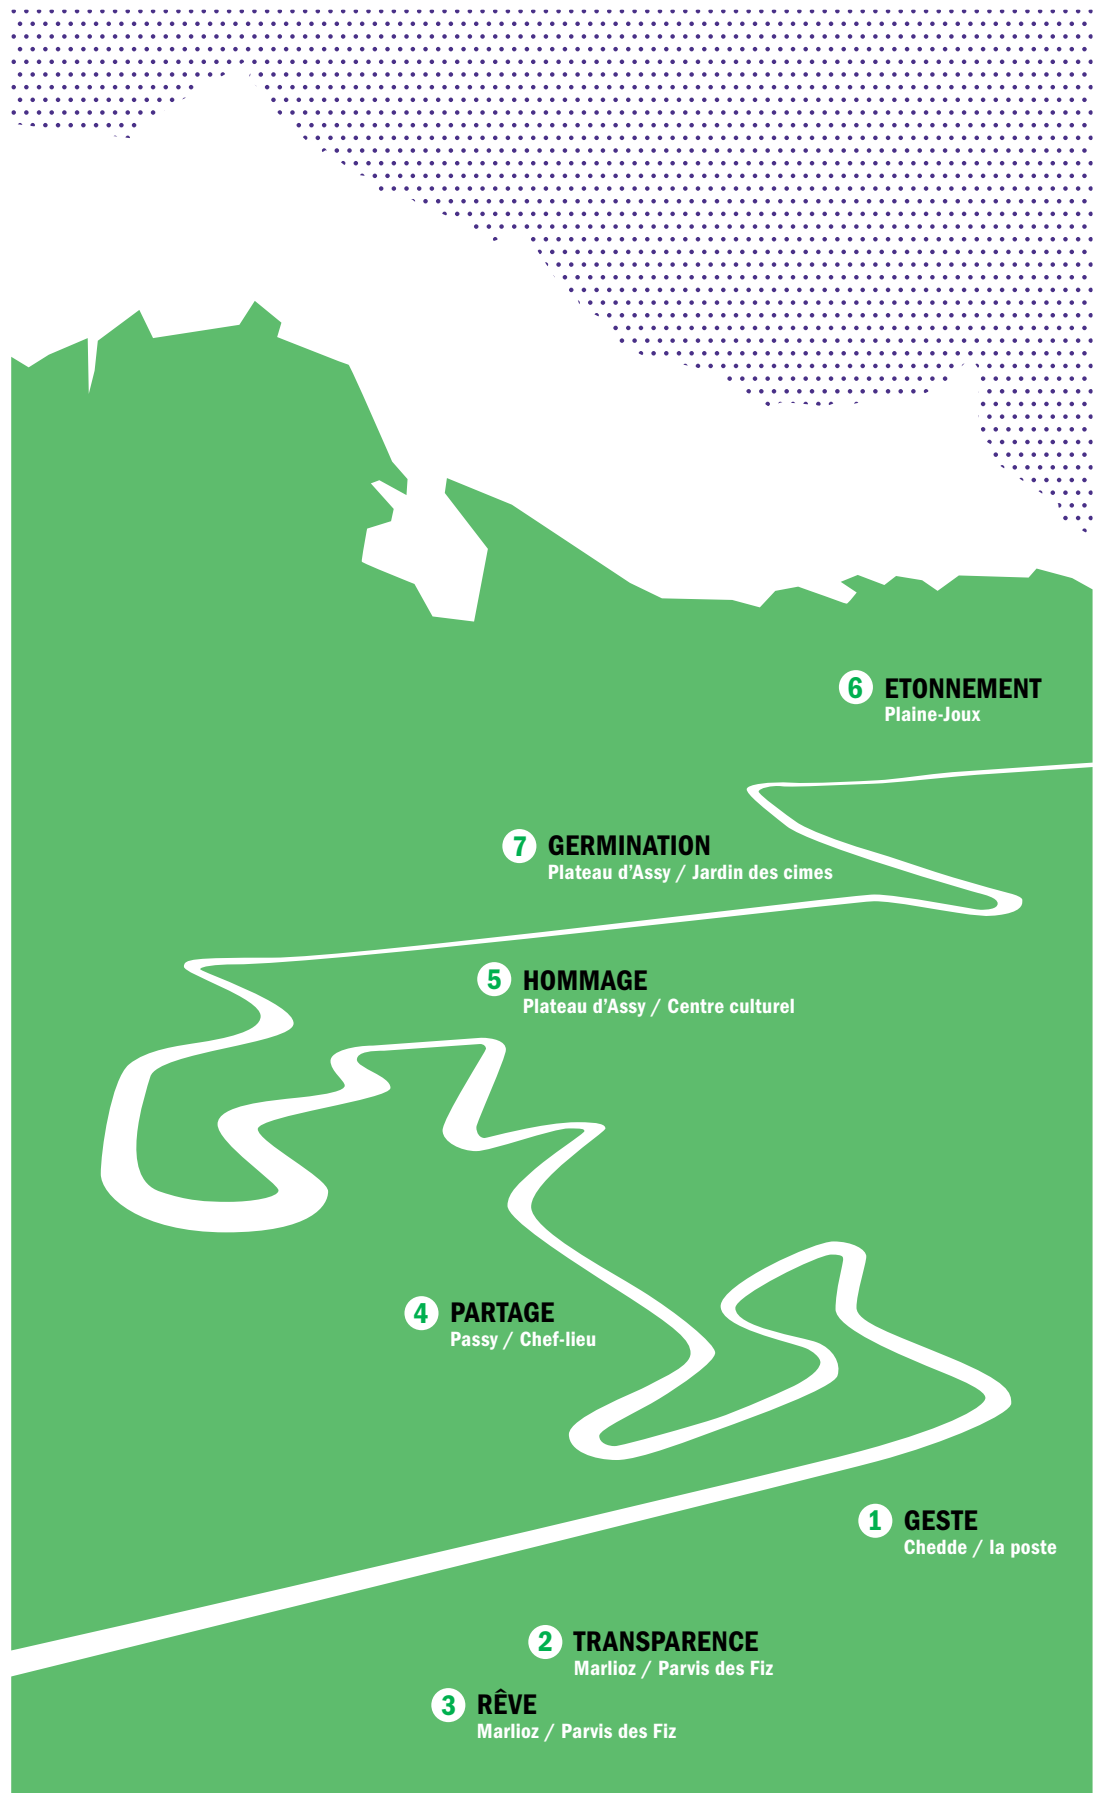 6 ETONNEMENT
Plaine-Joux
7 GERMINATION
Plateau d'Assy / Jardin des cimes
5 HOMMAGE
Plateau d'Assy / Centre culturel
4 PARTAGE
Passy / Chef-lieu
1 GESTE
Chedde / la poste
2 TRANSPARENCE
Marlioz / Parvis des Fiz
3 RÊVE
Marlioz / Parvis des Fiz